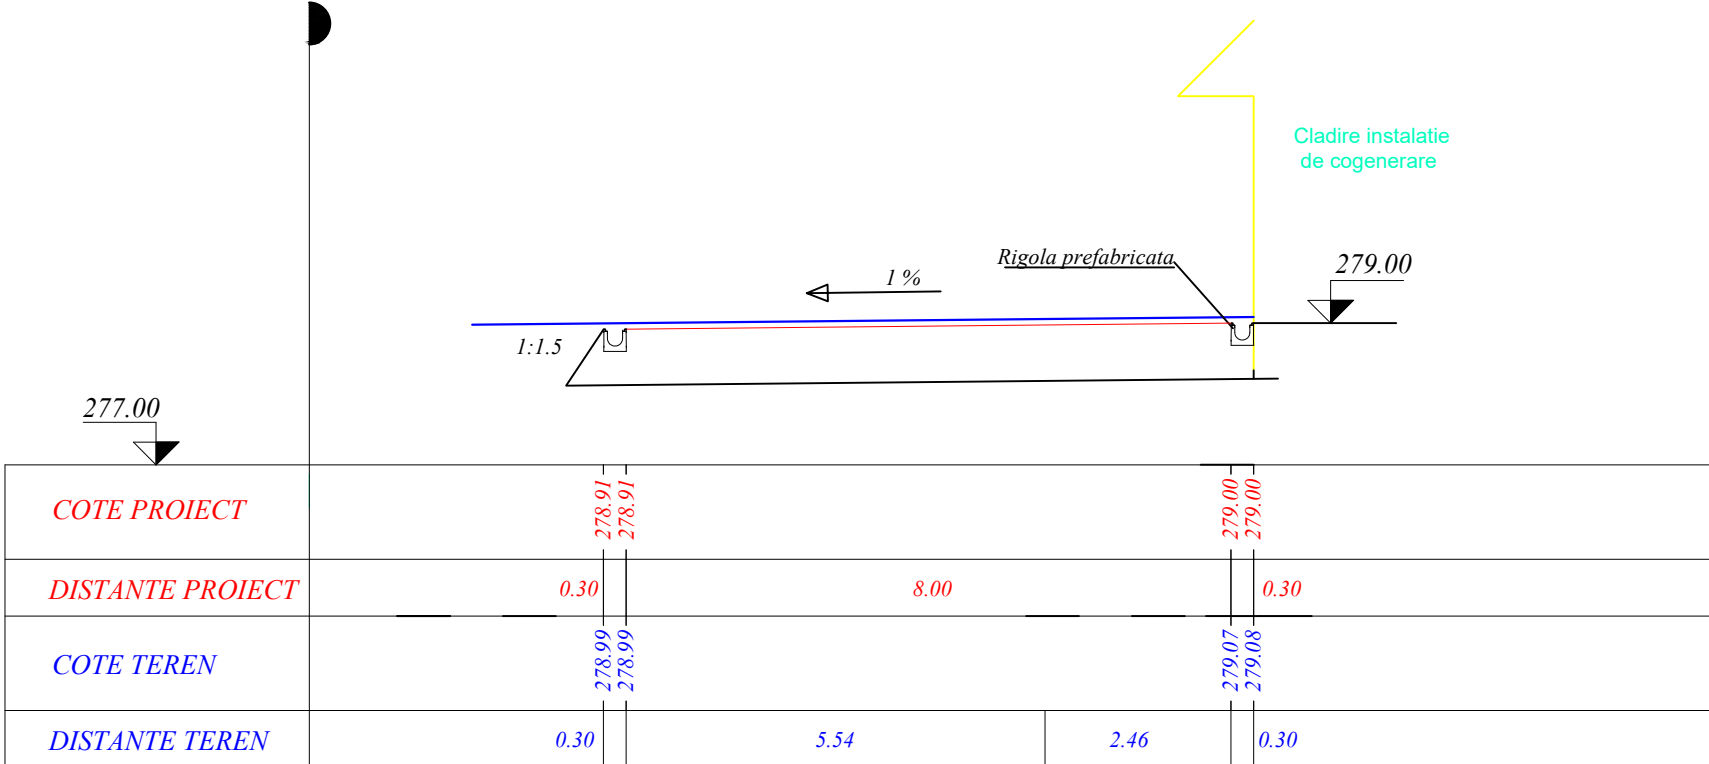 Cladire instalatie
de cogenerare
Rigola prefabricata
279.00
1 %
1:1.5
277.00
COTE PROIECT
278.91
278.91
279.00
279.00
DISTANTE PROIECT
0.30
8.00
0.30
COTE TEREN
278.99
278.99
279.07
279.08
DISTANTE TEREN
0.30
5.54
2.46
0.30